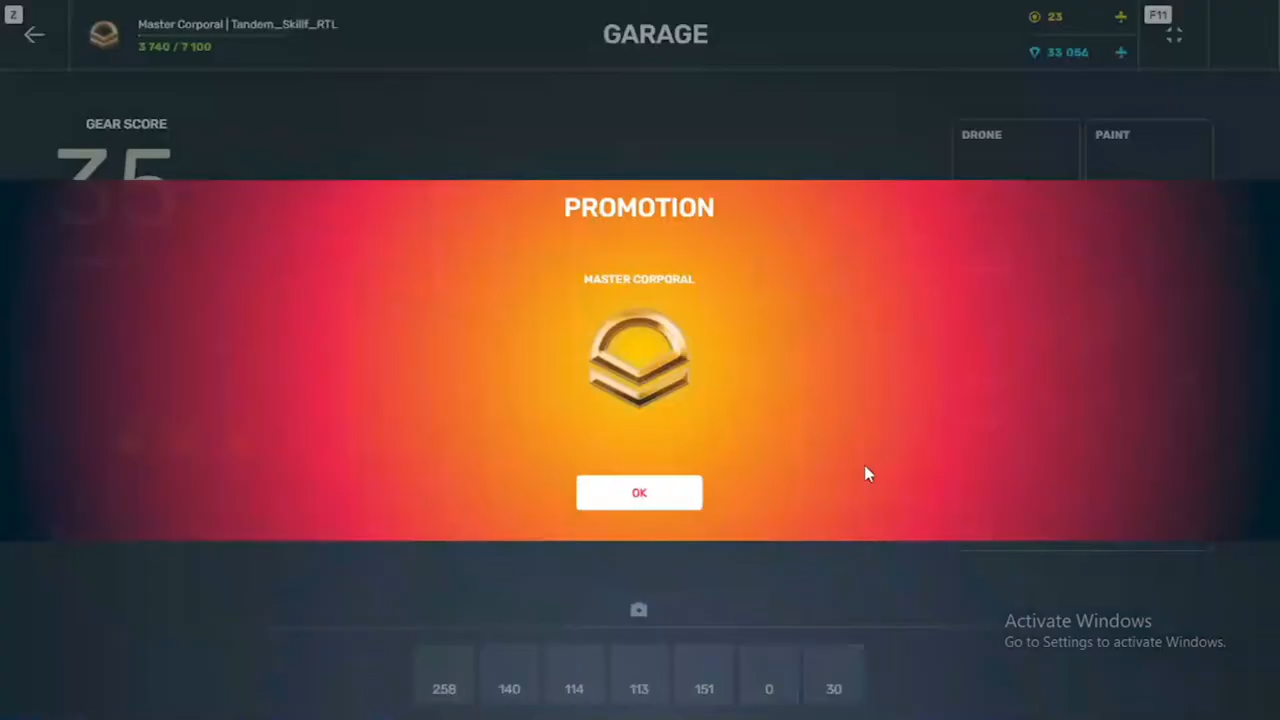 Z
Master Corporal | Tandem_Skillf_RTL
3 740 / 7 100
GARAGE
23
F11
33 056
GEAR SCORE
35
DRONE
PAINT
PROMOTION
MASTER CORPORAL
OK
Activate Windows
Go to Settings to activate Windows.
258 140 114 113 151 0 30